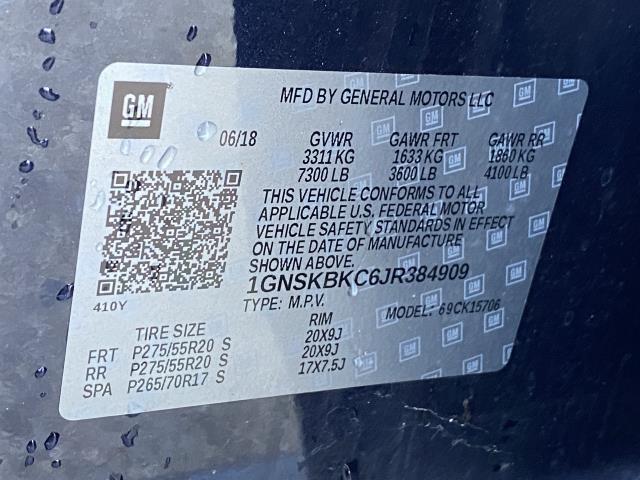 GM
MFD BY GENERAL MOTORS LLC
06/18 GVWR GAWR FRT GAWR RR
3311 KG 1633 KG 1860 KG
7300 LB 3600 LB 4100 LB
THIS VEHICLE CONFORMS TO ALL
APPLICABLE U.S. FEDERAL MOTOR
VEHICLE SAFETY STANDARDS IN EFFECT
ON THE DATE OF MANUFACTURE
SHOWN ABOVE.
1GNSKBKC6JR384909
410Y TYPE: M.P.V. MODEL: 69CK15706
TIRE SIZE RIM
FRT P275/55R20 S 20X9J
RR P275/55R20 S 20X9J
SPA P265/70R17 S 17X7.5J